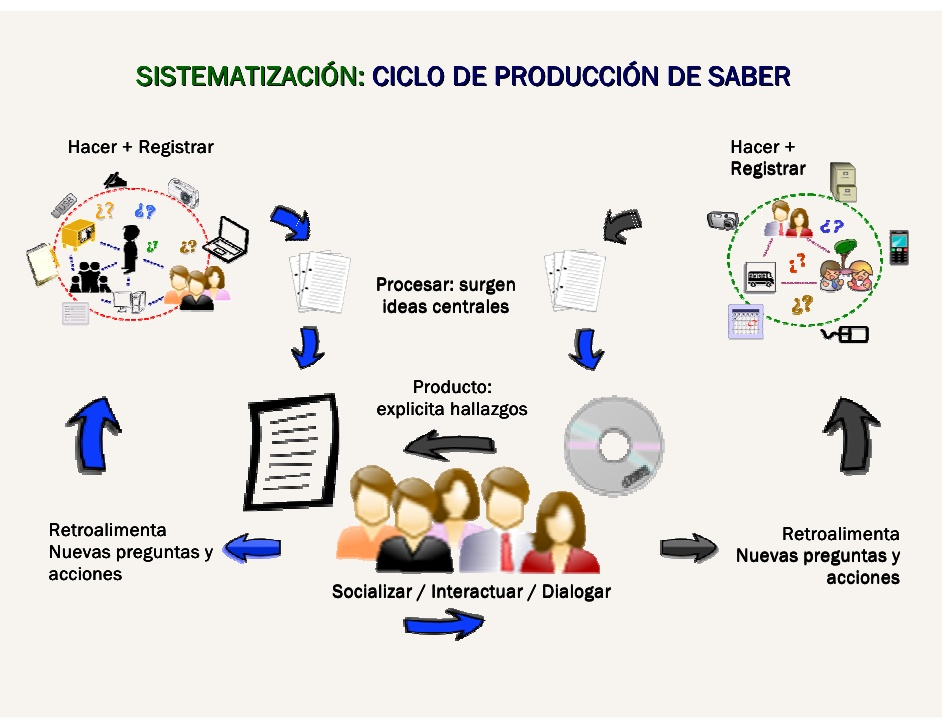 SISTEMATIZACIÓN: CICLO DE PRODUCCIÓN DE SABER
Hacer + Registrar
Hacer +
Registrar
¿?
¿?
¿?
¿?
¿?
¿?
¿?
Procesar: surgen
ideas centrales
Producto:
explicita hallazgos
Retroalimenta
Nuevas preguntas y
acciones
Retroalimenta
Nuevas preguntas y
acciones
Socializar / Interactuar / Dialogar